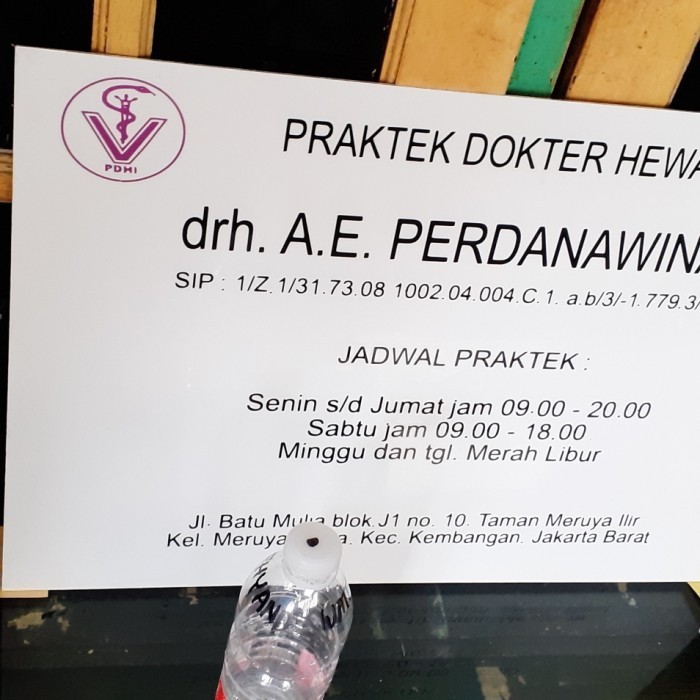 PDHI
PRAKTEK DOKTER HEWA
drh. A.E. PERDANAWINA
SIP : 1/Z.1/31.73.08 1002.04.004.C.1. a.b/3/-1.779.3/
JADWAL PRAKTEK :
Senin s/d Jumat jam 09.00 - 20.00
Sabtu jam 09.00 - 18.00
Minggu dan tgl. Merah Libur
Jl. Batu Mulia blok J1 no. 10. Taman Meruya Ilir
Kel. Meruya a. Kec. Kembangan. Jakarta Barat